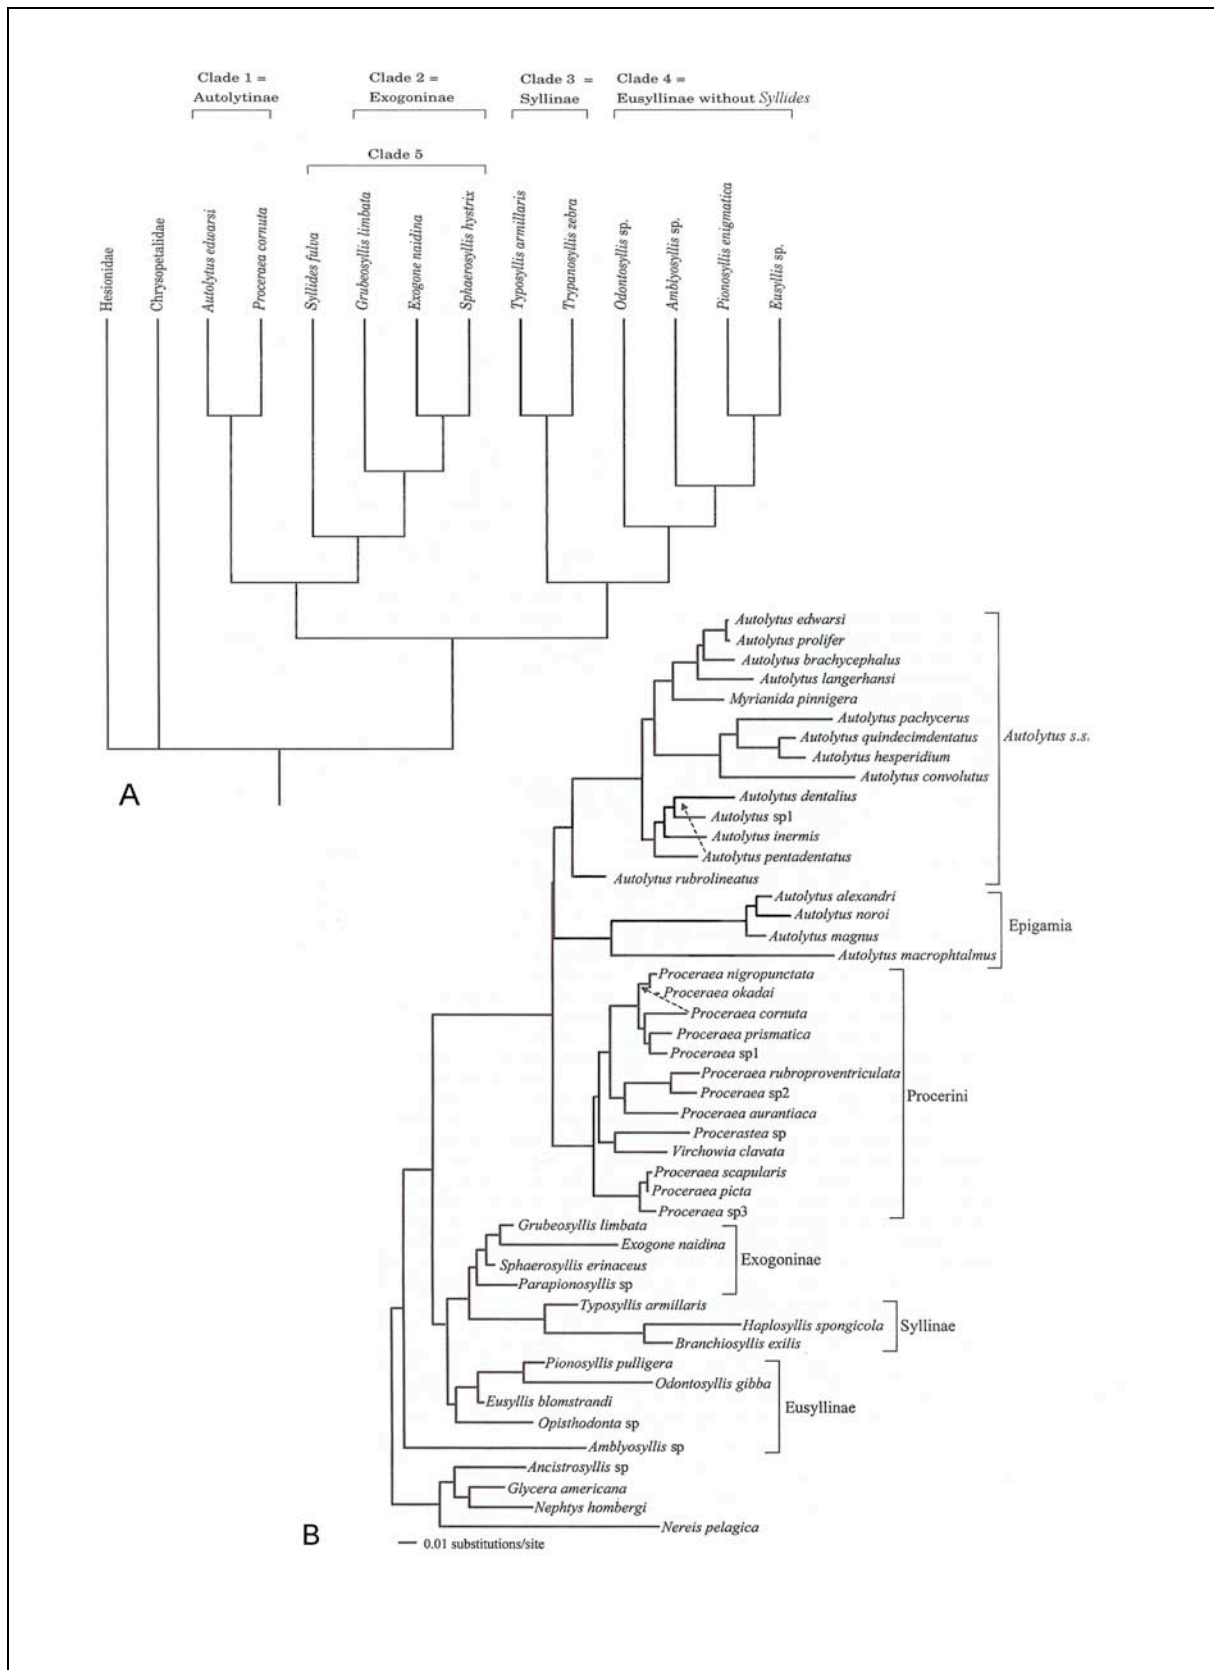 Clade 1 =
Autolytinae
Clade 2 =
Exogoninae
Clade 3 =
Syllinae
Clade 4 =
Eusyllinae without Syllides
Clade 5
Hesionidae
Chrysopetalidae
Autolytus edwarsi
Proceraea cornuta
Syllides fulva
Grubeosyllis limbata
Exogone naidina
Sphaerosyllis hystrix
Typosyllis armillaris
Trypanosyllis zebra
Odontosyllis sp.
Amblyosyllis sp.
Pionosyllis enigmatica
Eusyllis sp.
A
Autolytus edwarsi
Autolytus prolifer
Autolytus brachycephalus
Autolytus langerhansi
Myrianida pinnigera
Autolytus pachycerus
Autolytus quindecimdentatus
Autolytus hesperidium
Autolytus convolutus
Autolytus dentalius
Autolytus sp1
Autolytus inermis
Autolytus pentadentatus
Autolytus rubrolineatus
Autolytus s.s.
Autolytus alexandri
Autolytus noroi
Autolytus magnus
Autolytus macrophtalmus
Epigamia
Proceraea nigropunctata
Proceraea okadai
Proceraea cornuta
Proceraea prismatica
Proceraea sp1
Proceraea rubroproventriculata
Proceraea sp2
Proceraea aurantiaca
Procerastea sp
Virchowia clavata
Proceraea scapularis
Proceraea picta
Proceraea sp3
Procerini
Grubeosyllis limbata
Exogone naidina
Sphaerosyllis erinaceus
Parapionosyllis sp
Exogoninae
Typosyllis armillaris
Haplosyllis spongicola
Branchiosyllis exilis
Syllinae
Pionosyllis pulligera
Odontosyllis gibba
Eusyllis blomstrandi
Opisthodonta sp
Amblyosyllis sp
Eusyllinae
Ancistrosyllis sp
Glycera americana
Nephtys hombergi
Nereis pelagica
B
0.01 substitutions/site